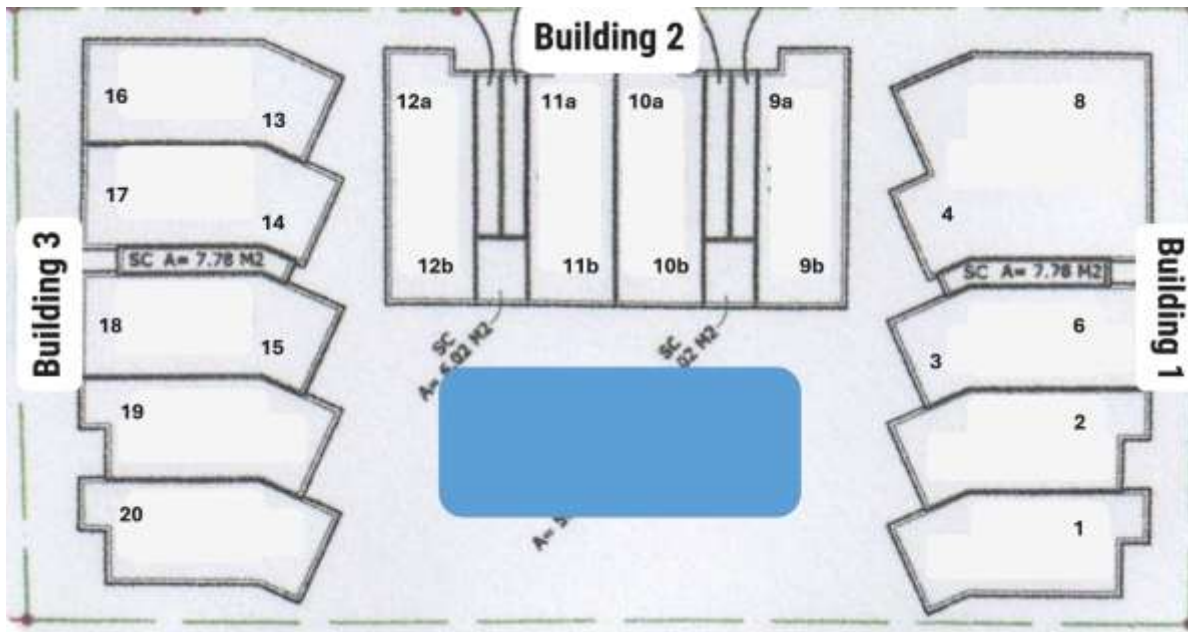 Building 2
16
13
17
14
SC A= 7.78 M2
18
15
19
20
Building 3
12a
11a
10a
9a
12b
11b
10b
9b
SC
A= 6.02 M2
SC
02 M2
A=
8
4
SC A= 7.78 M2
6
3
2
1
Building 1